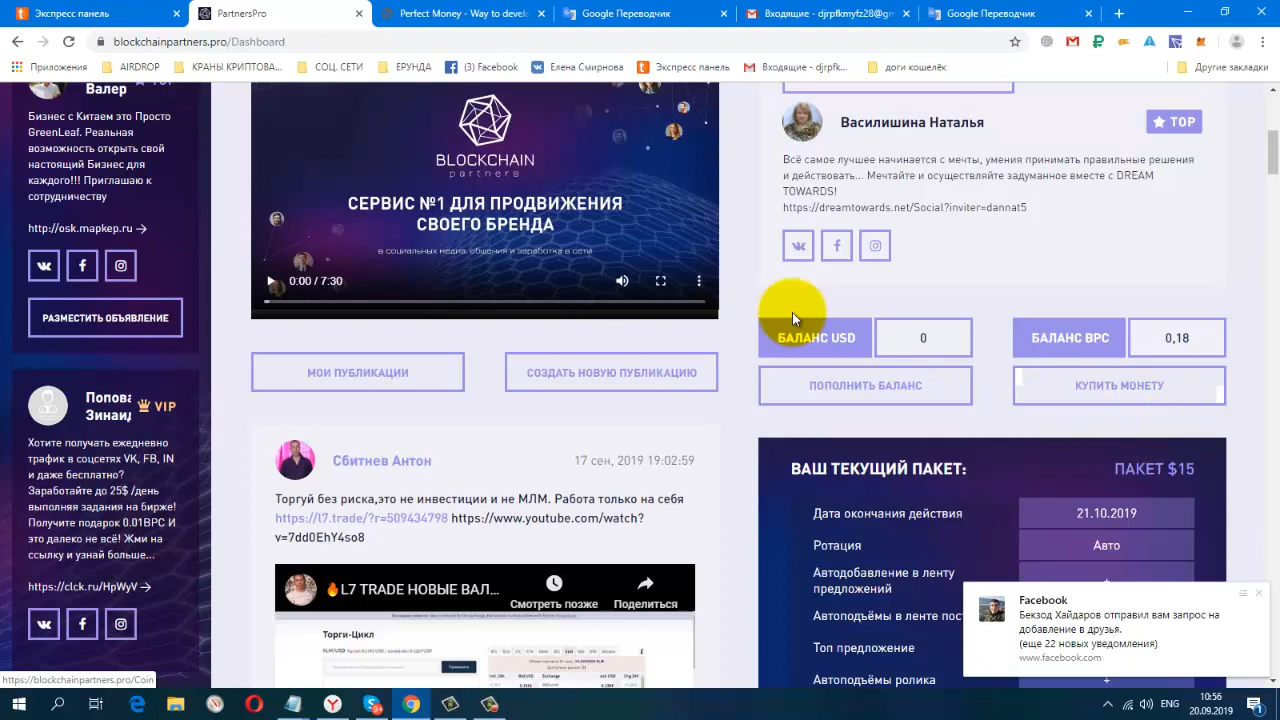 Экспресс панель
PartnersPro
Perfect Money - Way to devel
Google Переводчик
Входящие - djrpfkmyfz28@gm
Google Переводчик
blockchainpartners.pro/Dashboard
Приложения
AIRDROP
КРАНЫ КРИПТОВА...
СОЦ. СЕТИ
ЕРУНДА
(3) Facebook
Елена Смирнова
Экспресс панель
Входящие - djrpfk...
доги кошелёк
Другие закладки
Валер
Бизнес с Китаем это Просто
GreenLeaf. Реальная
возможность открыть свой
настоящий Бизнес для
каждого!!! Приглашаю к
сотрудничеству
http://osk.mapkep.ru →
РАЗМЕСТИТЬ ОБЪЯВЛЕНИЕ
Попова
Зинаид
VIP
Хотите получать ежедневно
трафик в соцсетях VK, FB, IN
и даже бесплатно?
Заработайте до 25$ /день
выполняя задания на бирже!
Получите подарок 0.01BPC И
это далеко не всё! Жми на
ссылку и узнай больше...
https://clck.ru/HpWyV →
https://blockchainpartners.pro/Coin
BLOCKCHAIN
partners
СЕРВИС №1 ДЛЯ ПРОДВИЖЕНИЯ
СВОЕГО БРЕНДА
в социальных медиа, общения и заработка в сети
0:00 / 7:30
МОИ ПУБЛИКАЦИИ
СОЗДАТЬ НОВУЮ ПУБЛИКАЦИЮ
Сбитнев Антон
17 сен, 2019 19:02:59
Торгуй без риска,это не инвестиции и не МЛМ. Работа только на себя
https://l7.trade/?r=509434798 https://www.youtube.com/watch?
v=7dd0EhY4so8
L7 TRADE НОВЫЕ ВАЛ...
Смотреть позже
Поделиться
Торги-Цикл
Василишина Наталья
TOP
Всё самое лучшее начинается с мечты, умения принимать правильные решения
и действовать... Мечтайте и осуществляйте задуманное вместе с DREAM
TOWARDS!
https://dreamtowards.net/Social?inviter=dannat5
БАЛАНС USD
0
БАЛАНС BPC
0,18
ПОПОЛНИТЬ БАЛАНС
КУПИТЬ МОНЕТУ
ВАШ ТЕКУЩИЙ ПАКЕТ:
ПАКЕТ $15
Дата окончания действия
21.10.2019
Ротация
Авто
Автодобавление в ленту
предложений
+
Автоподъёмы в ленте пост
Топ предложение
Автоподъёмы ролика
+
Facebook
Бекзод Хайдаров отправил вам запрос на
добавление в друзья.
(еще 22 новых уведомления)
www.facebook.com
ENG
10:56
20.09.2019